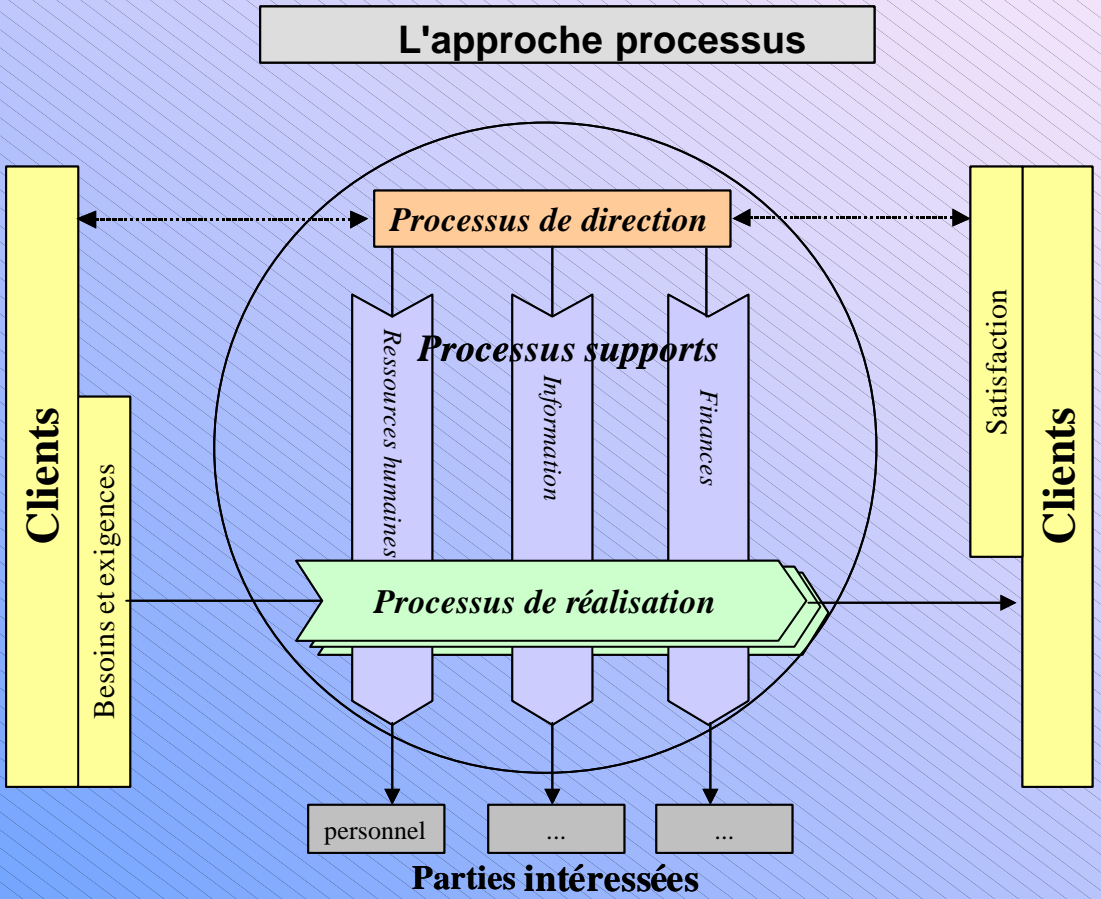 L'approche processus
Clients
Besoins et exigences
Processus de direction
Processus supports
Ressources humaines
Information
Finances
Processus de réalisation
Satisfaction
Clients
personnel
...
...
Parties intéressées